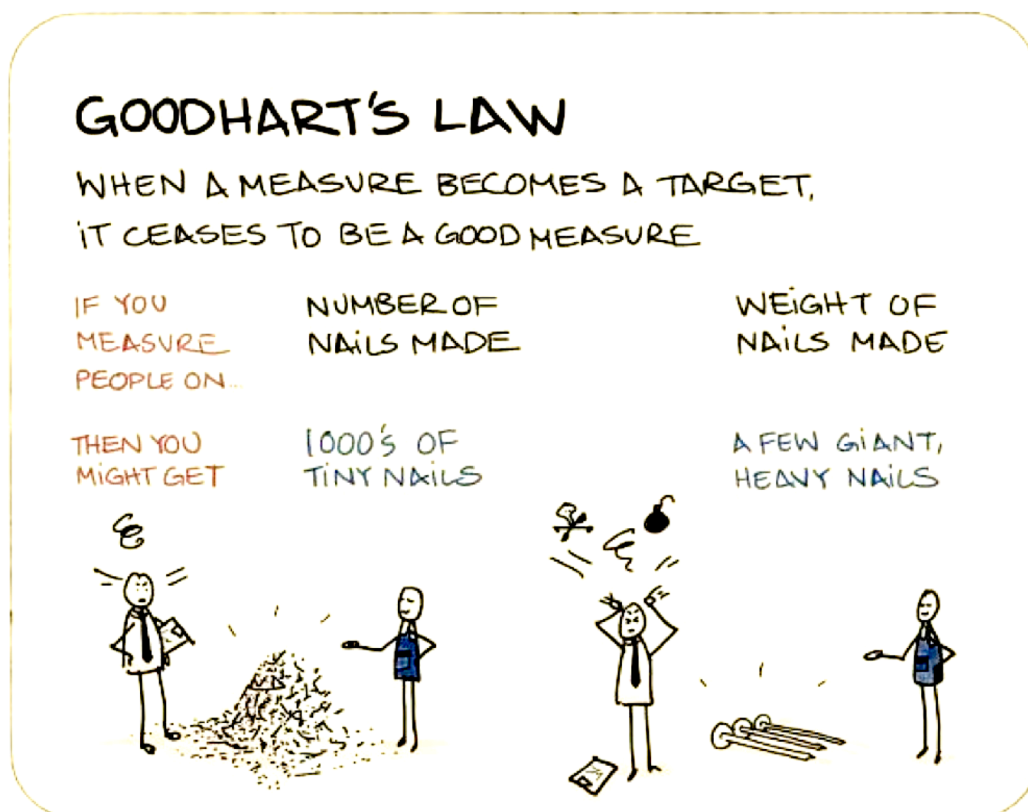 GOODHART'S LAW
WHEN A MEASURE BECOMES A TARGET,
IT CEASES TO BE A GOOD MEASURE
IF YOU
MEASURE
PEOPLE ON...
NUMBER OF
NAILS MADE
WEIGHT OF
NAILS MADE
THEN YOU
MIGHT GET
1000'S OF
TINY NAILS
A FEW GIANT,
HEAVY NAILS